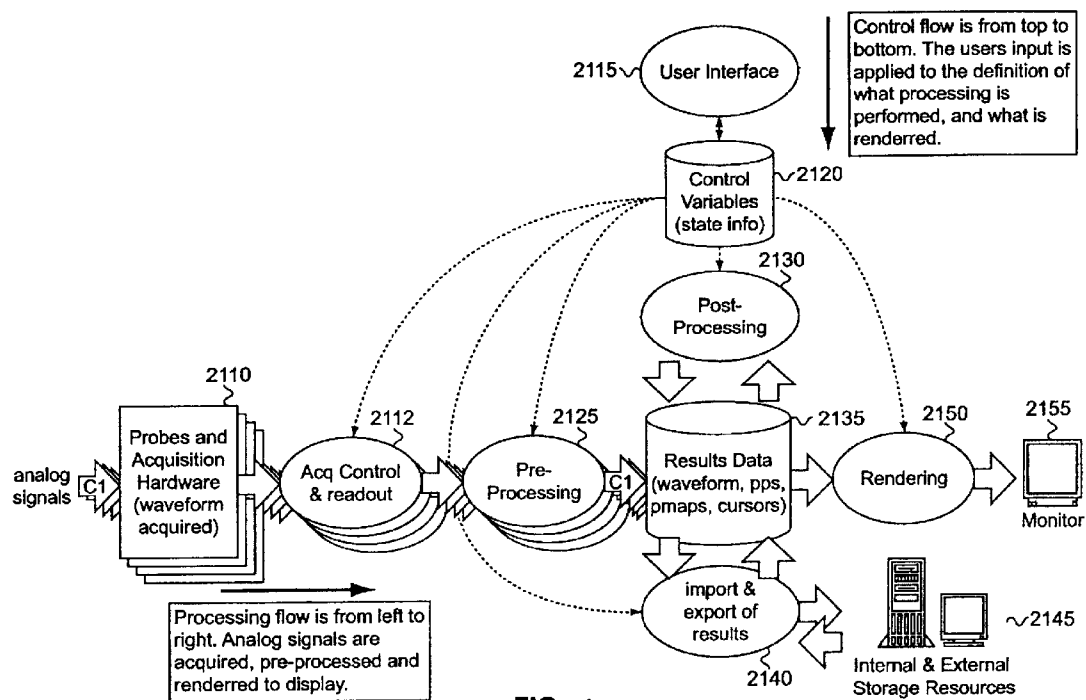 Control flow is from top to
bottom. The users input is
applied to the definition of
what processing is
performed, and what is
renderred.
2115
User Interface
2120
Control
Variables
(state info)
2130
Post-
Processing
2110
Probes and
Acquisition
Hardware
(waveform
acquired)
analog
signals
C1
2112
Acq Control
& readout
2125
Pre-
Processing
C1
2135
Results Data
(waveform, pps,
pmaps, cursors)
2150
Rendering
2155
Monitor
import &
export of
results
2140
2145
Internal & External
Storage Resources
Processing flow is from left to
right. Analog signals are
acquired, pre-processed and
renderred to display.